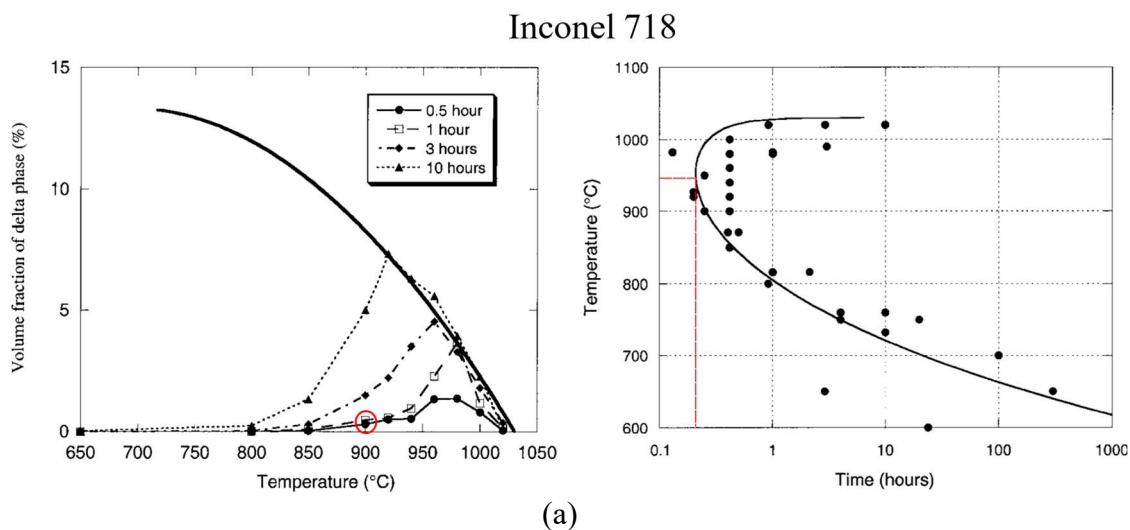 Inconel 718
Volume fraction of delta phase (%)
15
10
5
0
0.5 hour
1 hour
3 hours
10 hours
650
700
750
800
850
900
950
1000
1050
Temperature (°C)
Temperature (°C)
1100
1000
900
800
700
600
0.1
1
10
100
1000
Time (hours)
(a)